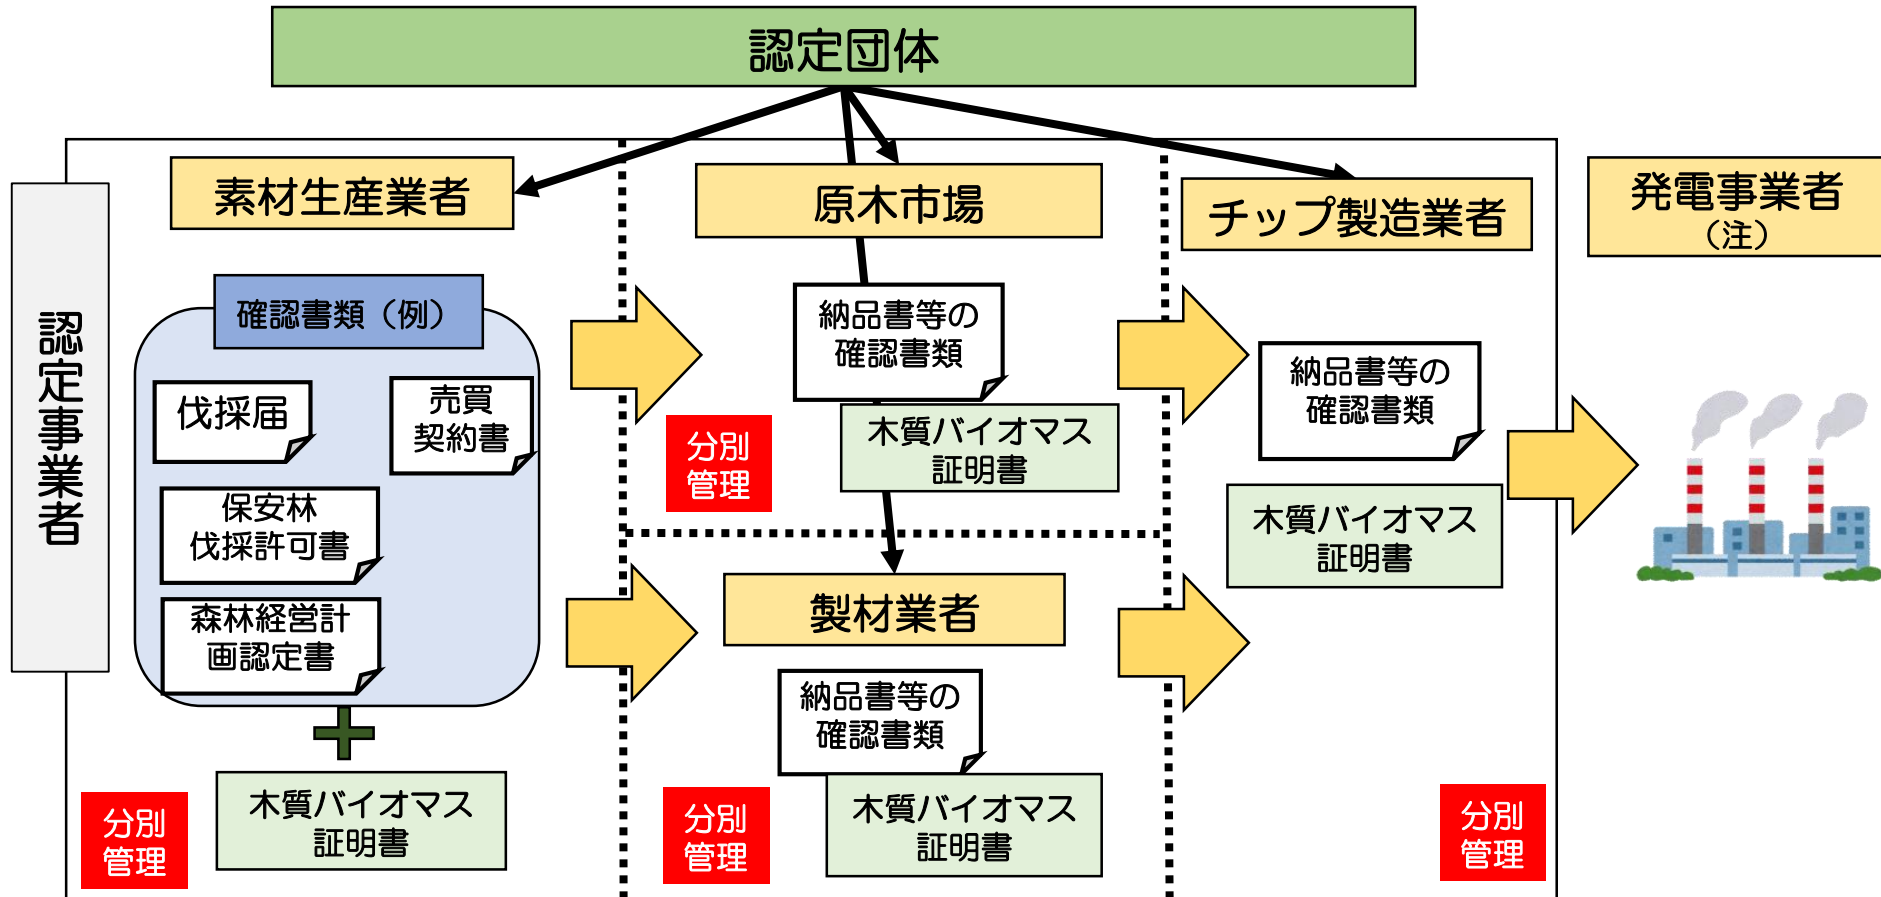 認定団体
認定事業者
素材生産業者
確認書類（例）
伐採届
売買
契約書
保安林
伐採許可書
森林経営計
画認定書
木質バイオマス
証明書
分別
管理
原木市場
納品書等の
確認書類
木質バイオマス
証明書
分別
管理
製材業者
納品書等の
確認書類
木質バイオマス
証明書
分別
管理
チップ製造業者
納品書等の
確認書類
木質バイオマス
証明書
分別
管理
発電事業者
（注）